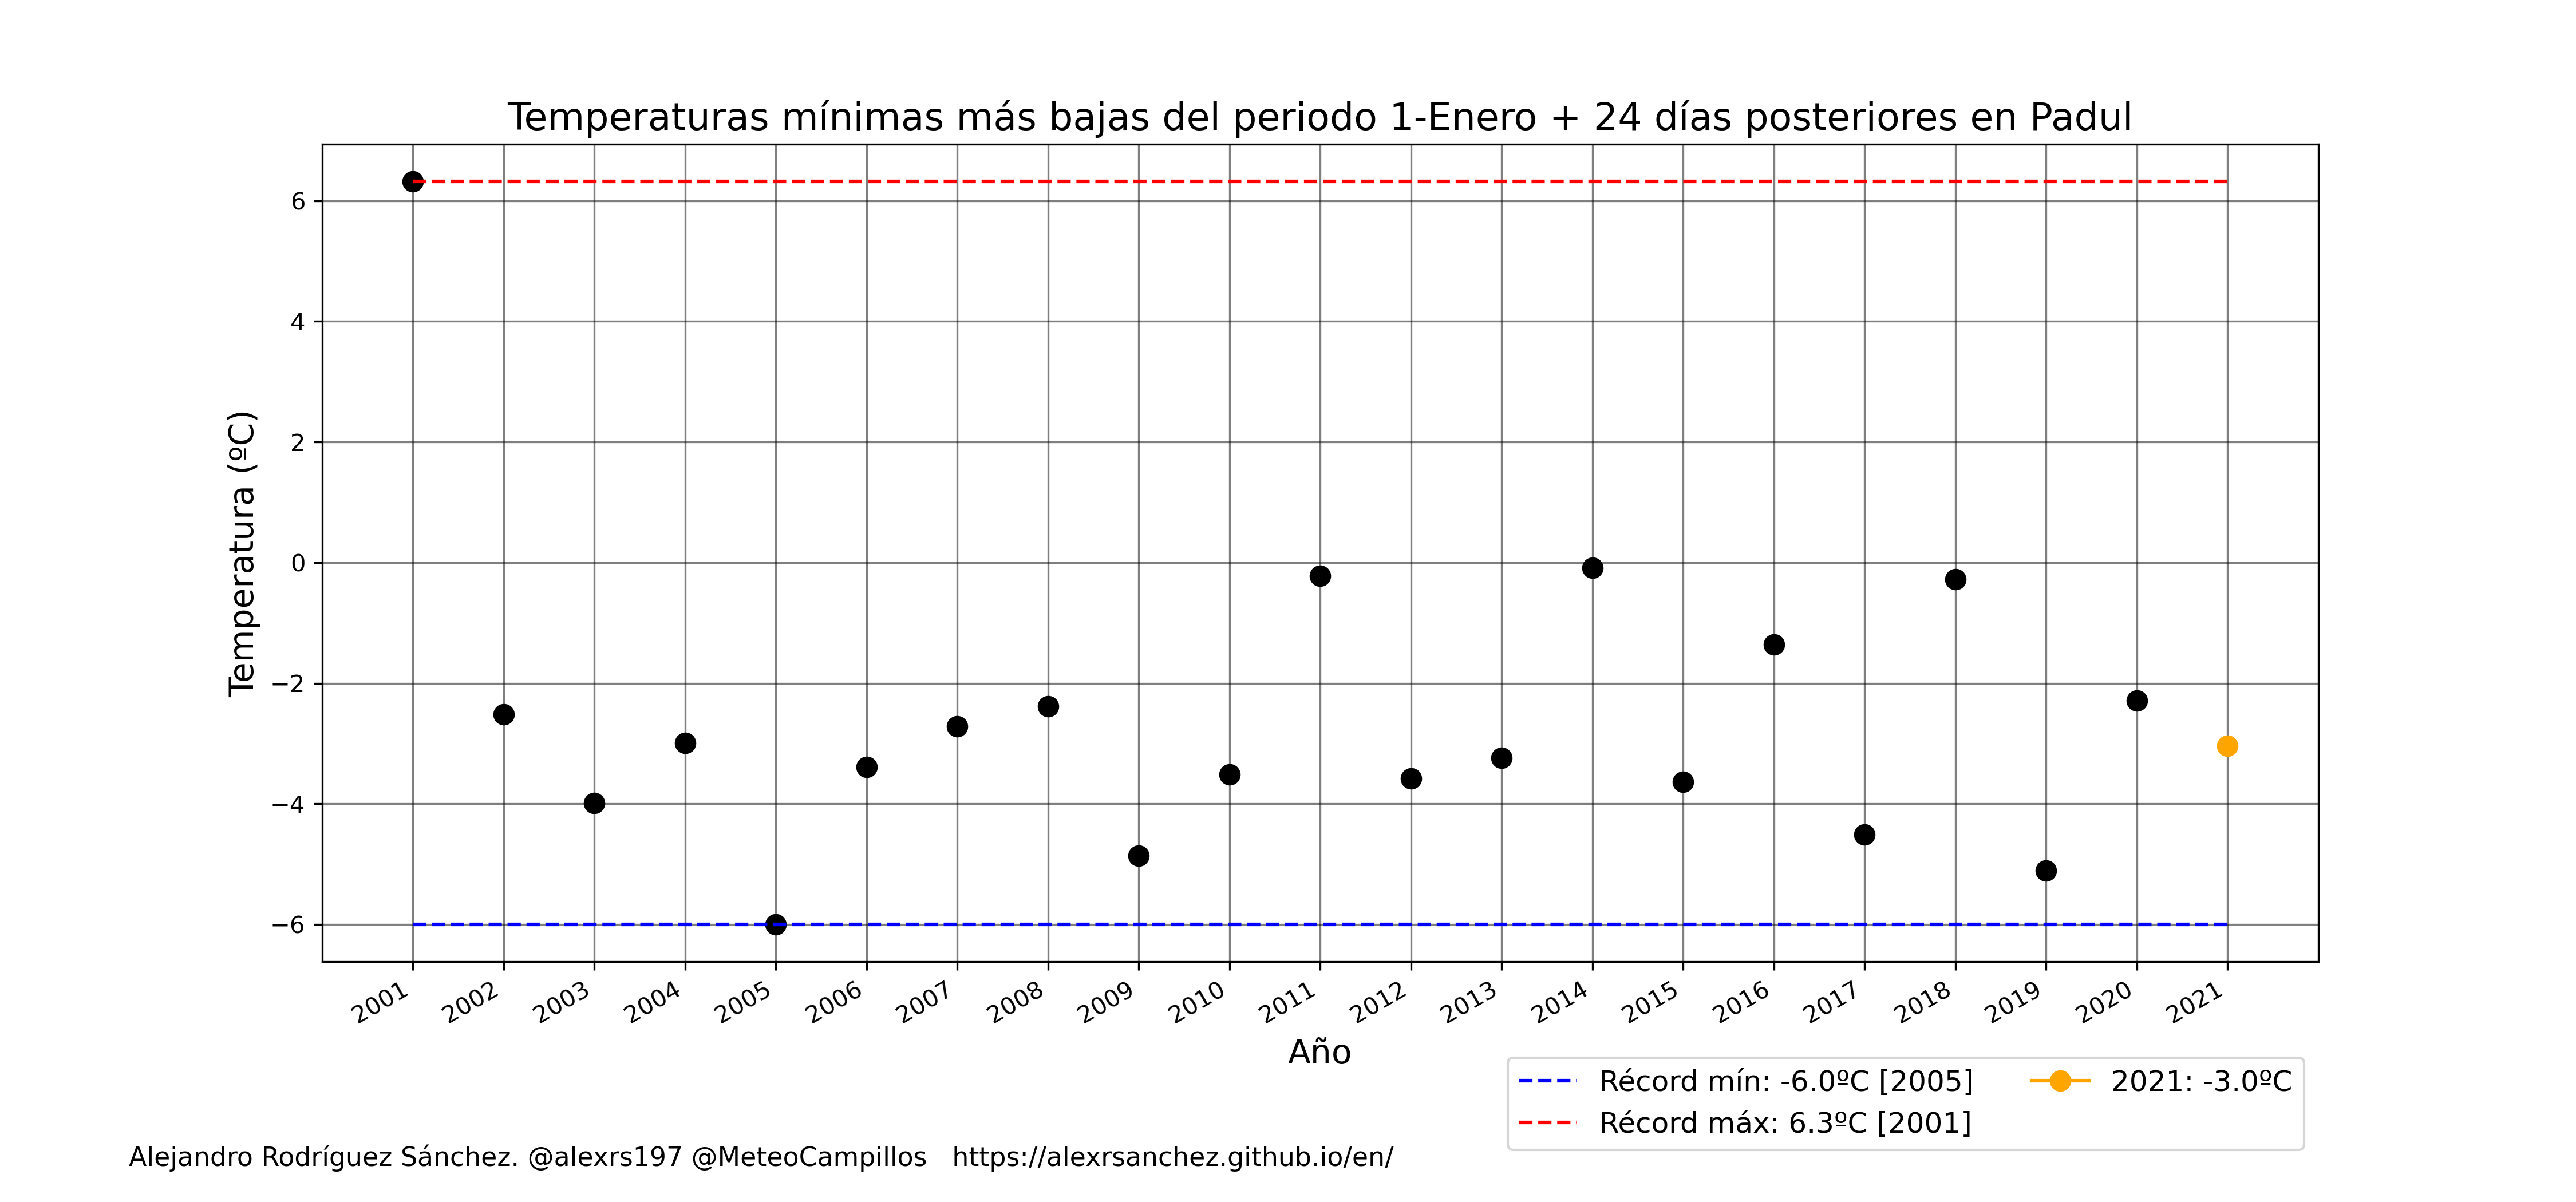 Temperaturas mínimas más bajas del periodo 1-Enero + 24 días posteriores en Padul
Temperatura (ºC)
6
4
2
0
−2
−4
−6
2001 2002 2003 2004 2005 2006 2007 2008 2009 2010 2011 2012 2013 2014 2015 2016 2017 2018 2019 2020 2021
Año
Récord mín: -6.0ºC [2005]
Récord máx: 6.3ºC [2001]
2021: -3.0ºC
Alejandro Rodríguez Sánchez. @alexrs197 @MeteoCampillos https://alexrsanchez.github.io/en/